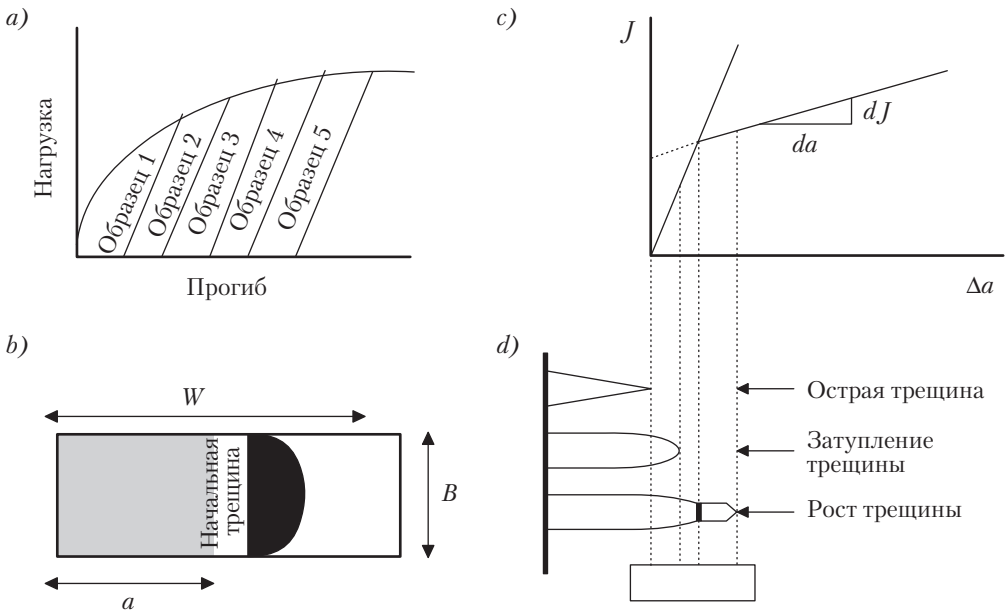 a)
Нагрузка
Образец 1
Образец 2
Образец 3
Образец 4
Образец 5
Прогиб
b)
W
Начальная
трещина
B
a
c)
J
dJ
da
Δa
d)
Острая трещина
Затупление
трещины
Рост трещины